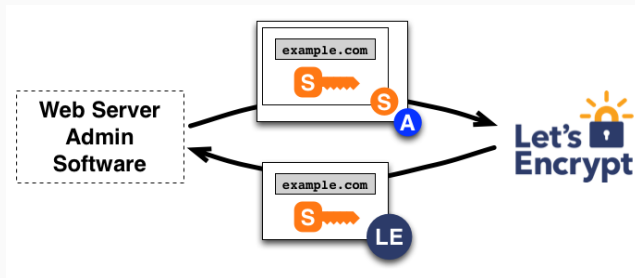 example.com
S
S
A
Web Server
Admin
Software
Let's
Encrypt
example.com
S
LE